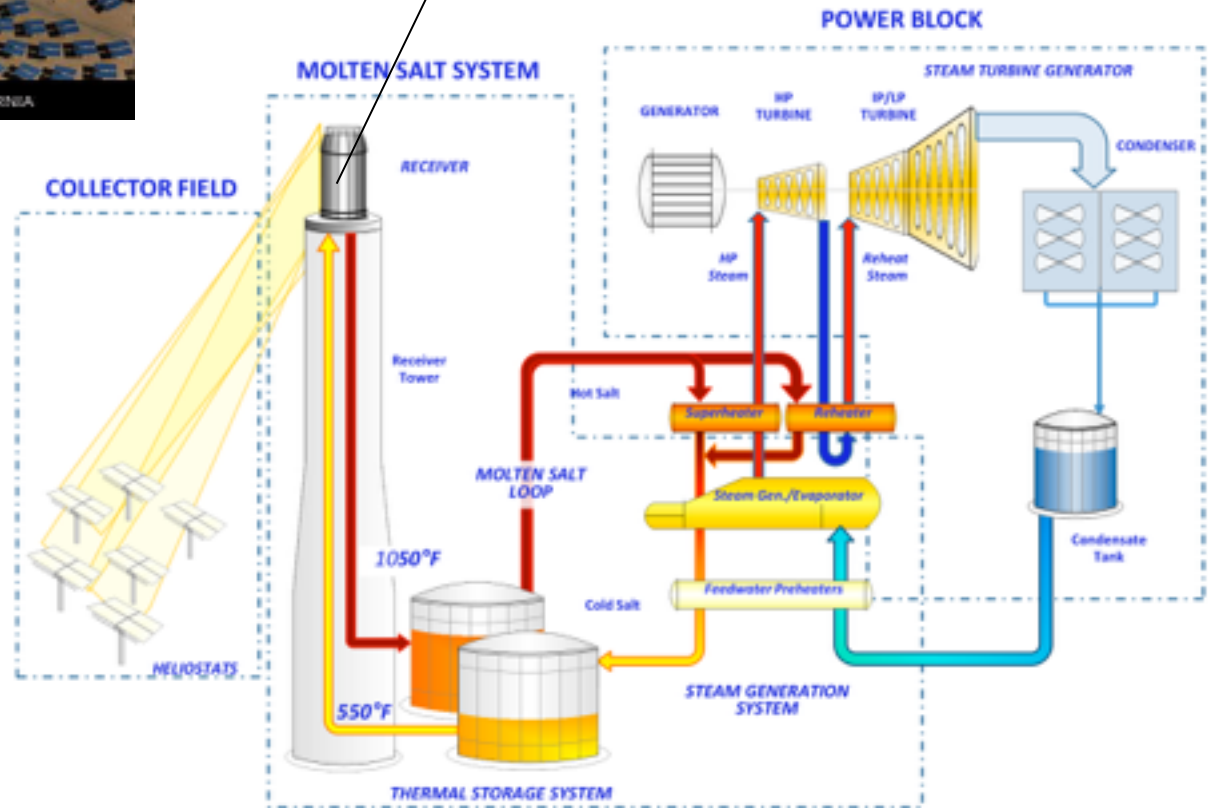 RNIA
POWER BLOCK
MOLTEN SALT SYSTEM
STEAM TURBINE GENERATOR
GENERATOR
HP
TURBINE
IP/LP
TURBINE
CONDENSER
RECEIVER
COLLECTOR FIELD
HP
Steam
Reheat
Steam
Receiver
Tower
Hot Salt
Superheater
Reheater
MOLTEN SALT
LOOP
Steam Gen./Evaporator
1050°F
Condensate
Tank
Feedwater Preheaters
Cold Salt
HELIOSTATS
STEAM GENERATION
SYSTEM
550°F
THERMAL STORAGE SYSTEM